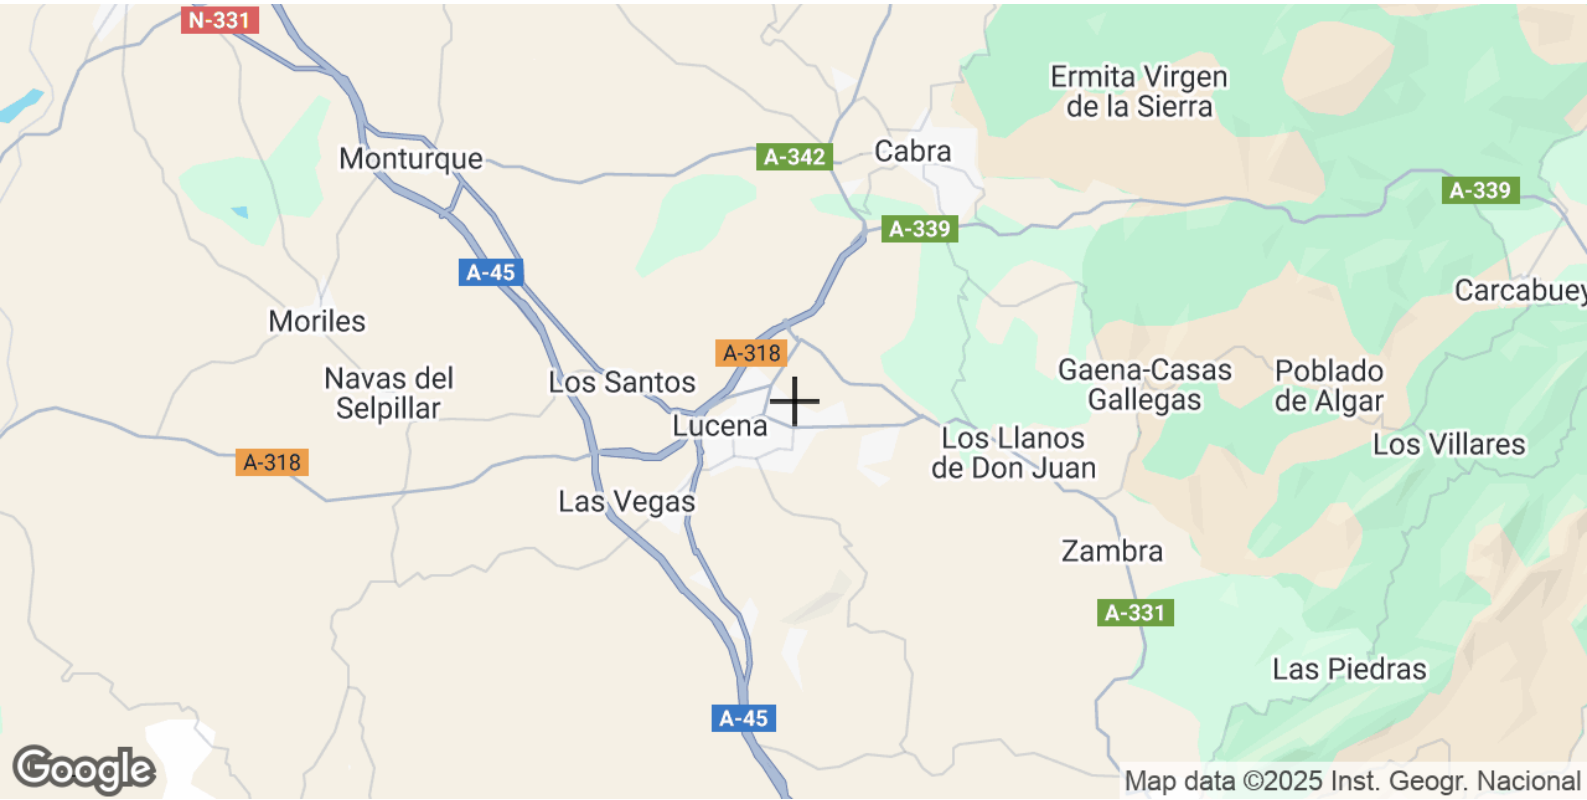 N-331
Ermita Virgen
de la Sierra
Monturque
A-342
Cabra
A-339
A-339
A-45
Carcabuey
Moriles
A-318
Navas del
Selpillar
Los Santos
Gaena-Casas
Gallegas
Poblado
de Algar
Lucena
Los Llanos
de Don Juan
Los Villares
A-318
Las Vegas
Zambra
A-331
Las Piedras
A-45
Google
Map data ©2025 Inst. Geogr. Nacional